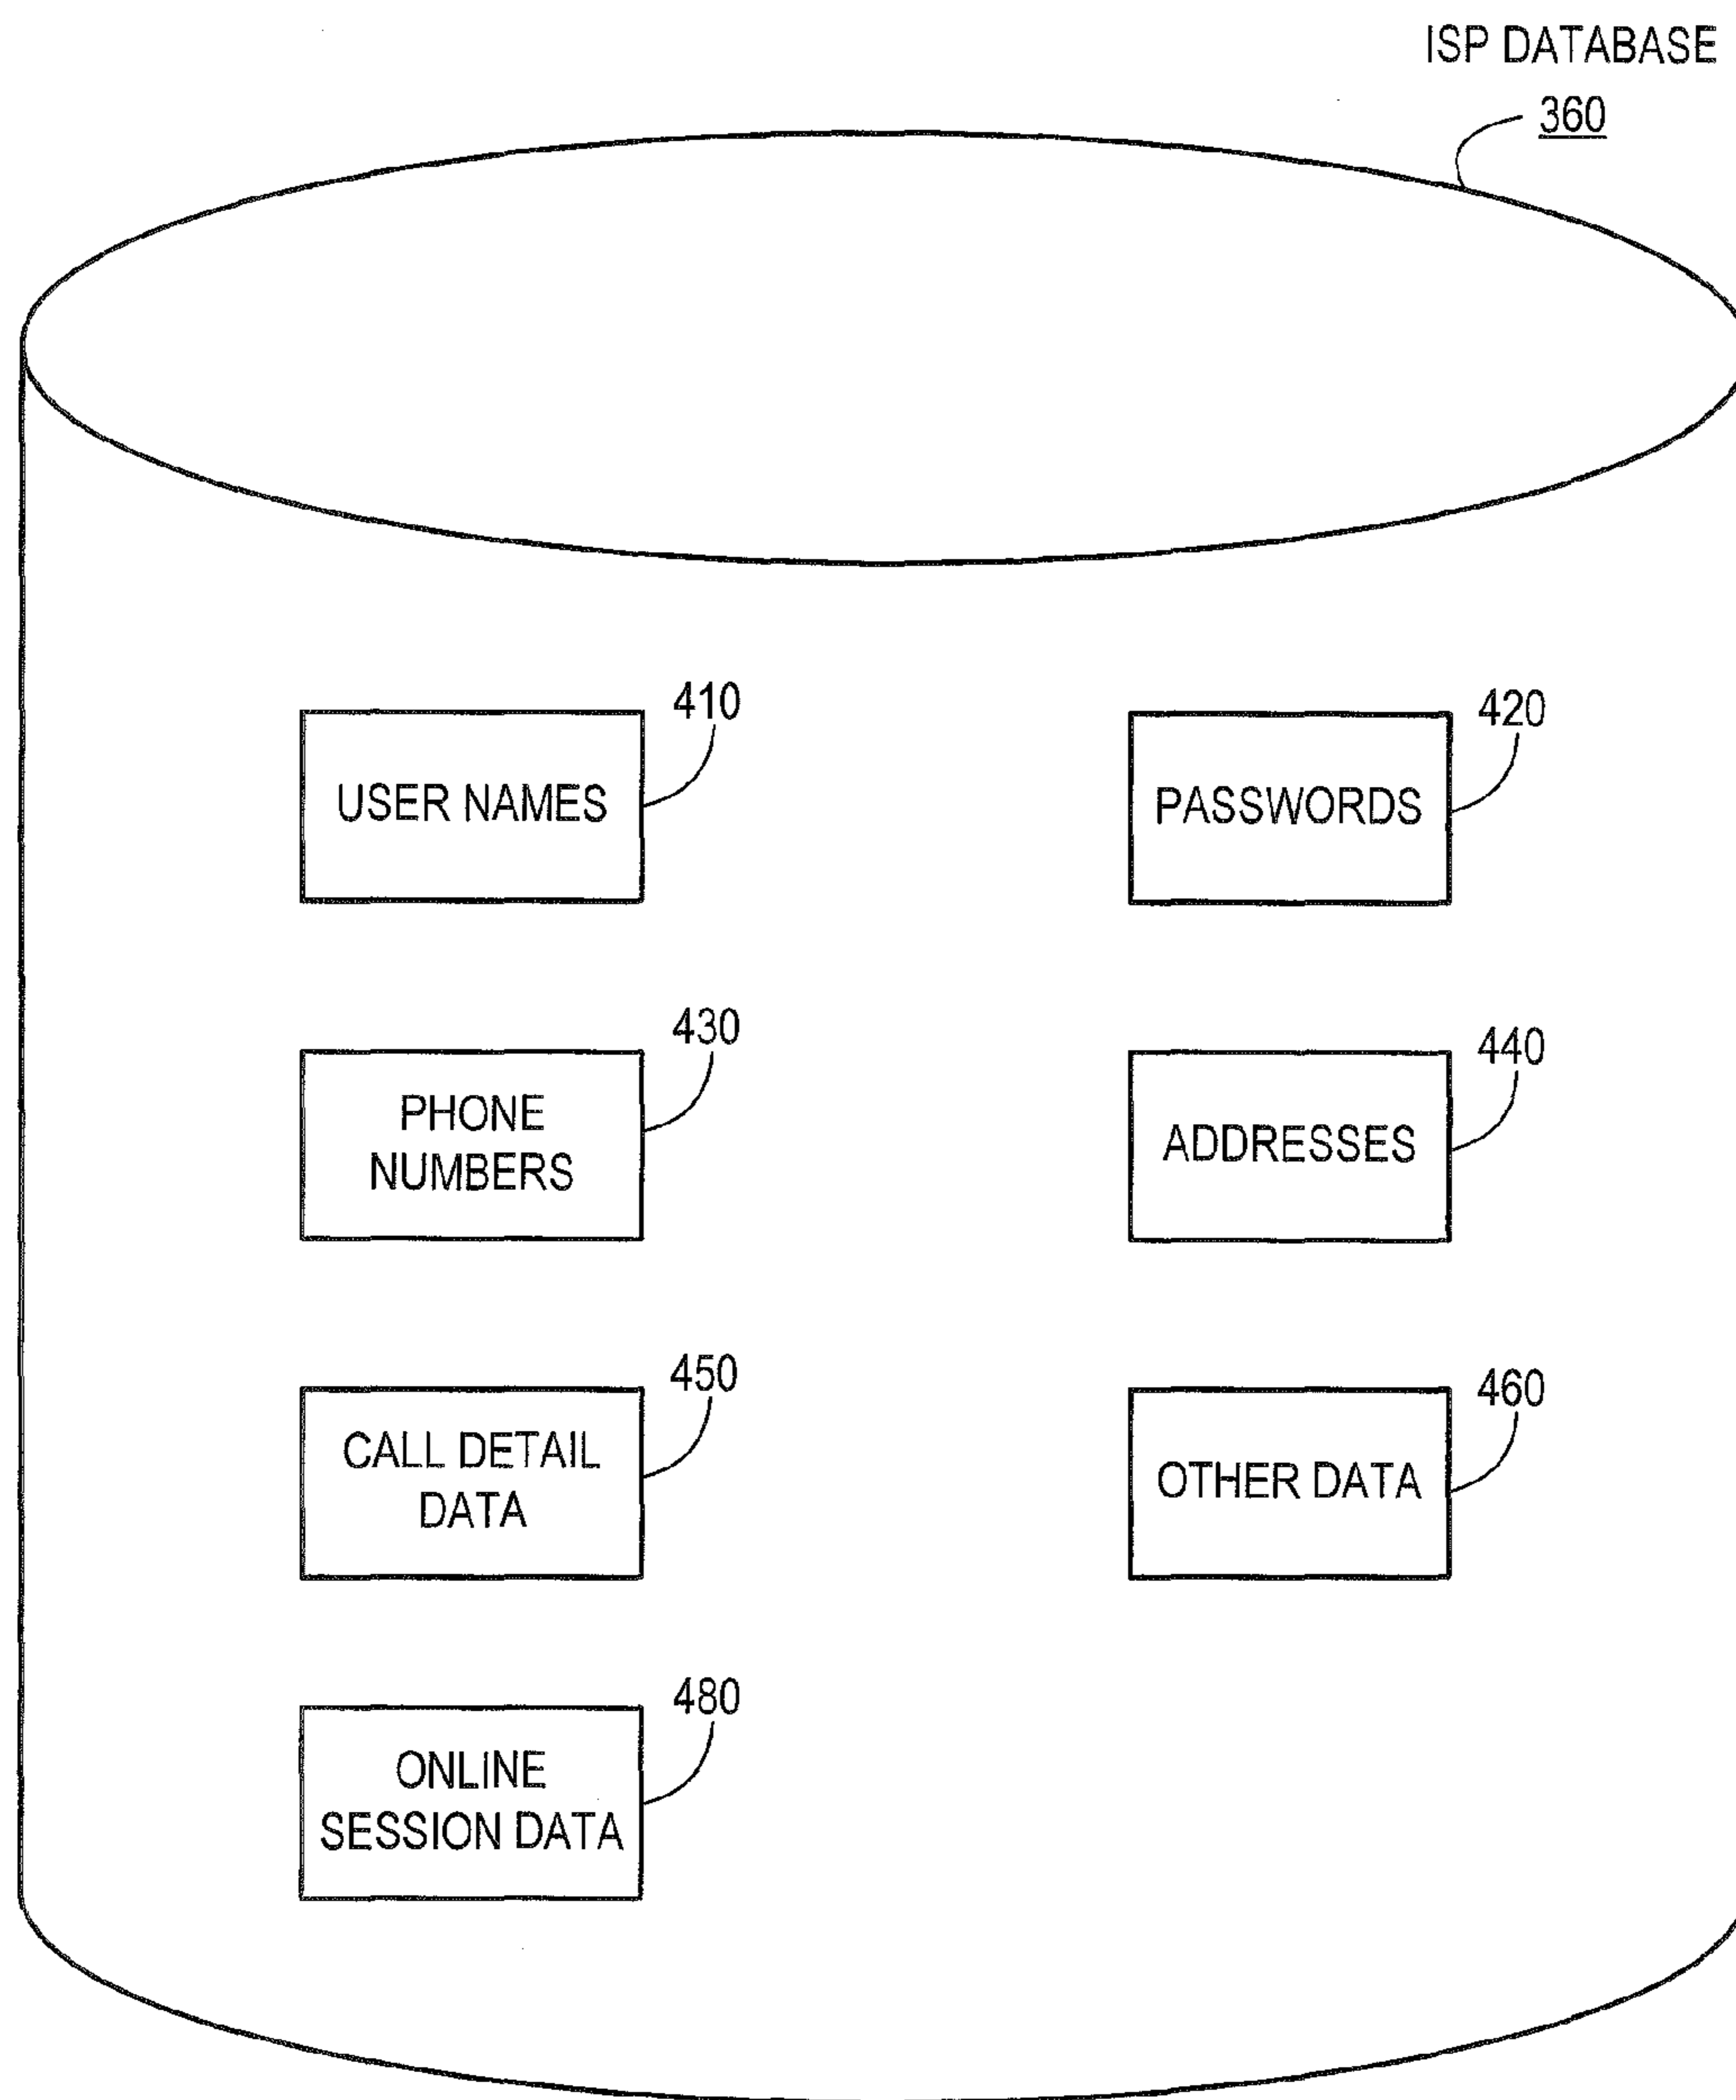 ISP DATABASE
360
410
USER NAMES
420
PASSWORDS
430
PHONE
NUMBERS
440
ADDRESSES
450
CALL DETAIL
DATA
460
OTHER DATA
480
ONLINE
SESSION DATA